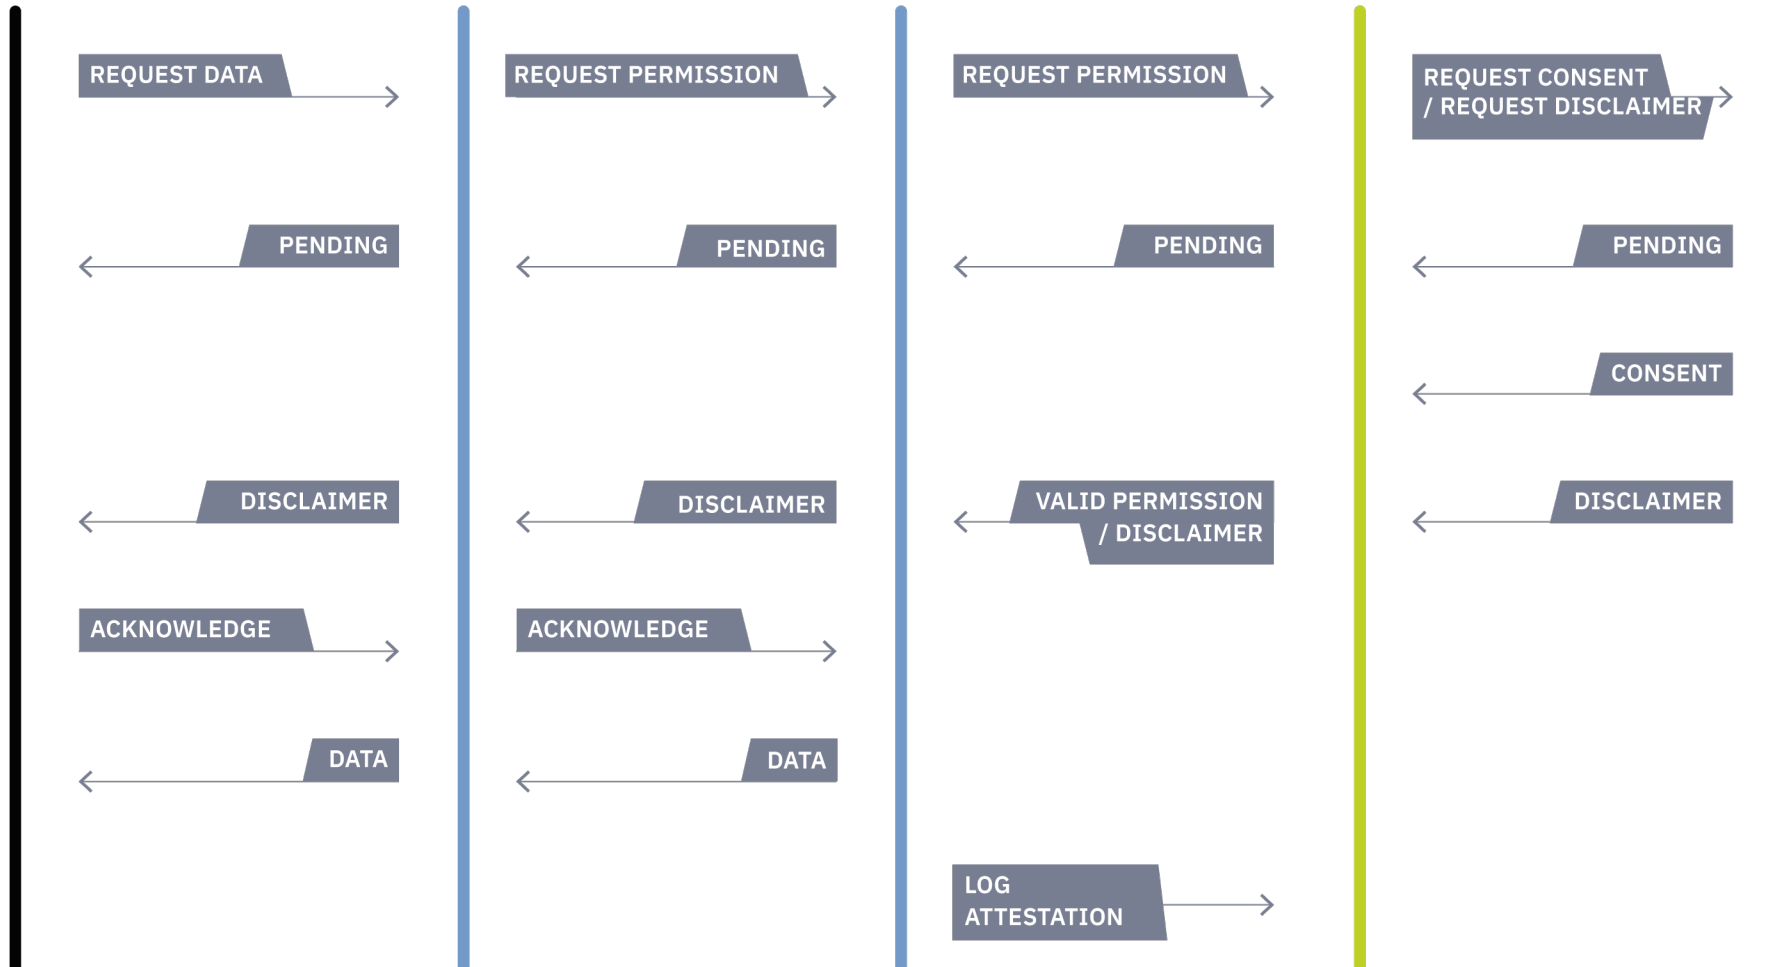 REQUEST DATA
REQUEST PERMISSION
REQUEST PERMISSION
REQUEST CONSENT
/ REQUEST DISCLAIMER
PENDING
PENDING
PENDING
PENDING
CONSENT
DISCLAIMER
DISCLAIMER
VALID PERMISSION
/ DISCLAIMER
DISCLAIMER
ACKNOWLEDGE
ACKNOWLEDGE
DATA
DATA
LOG
ATTESTATION